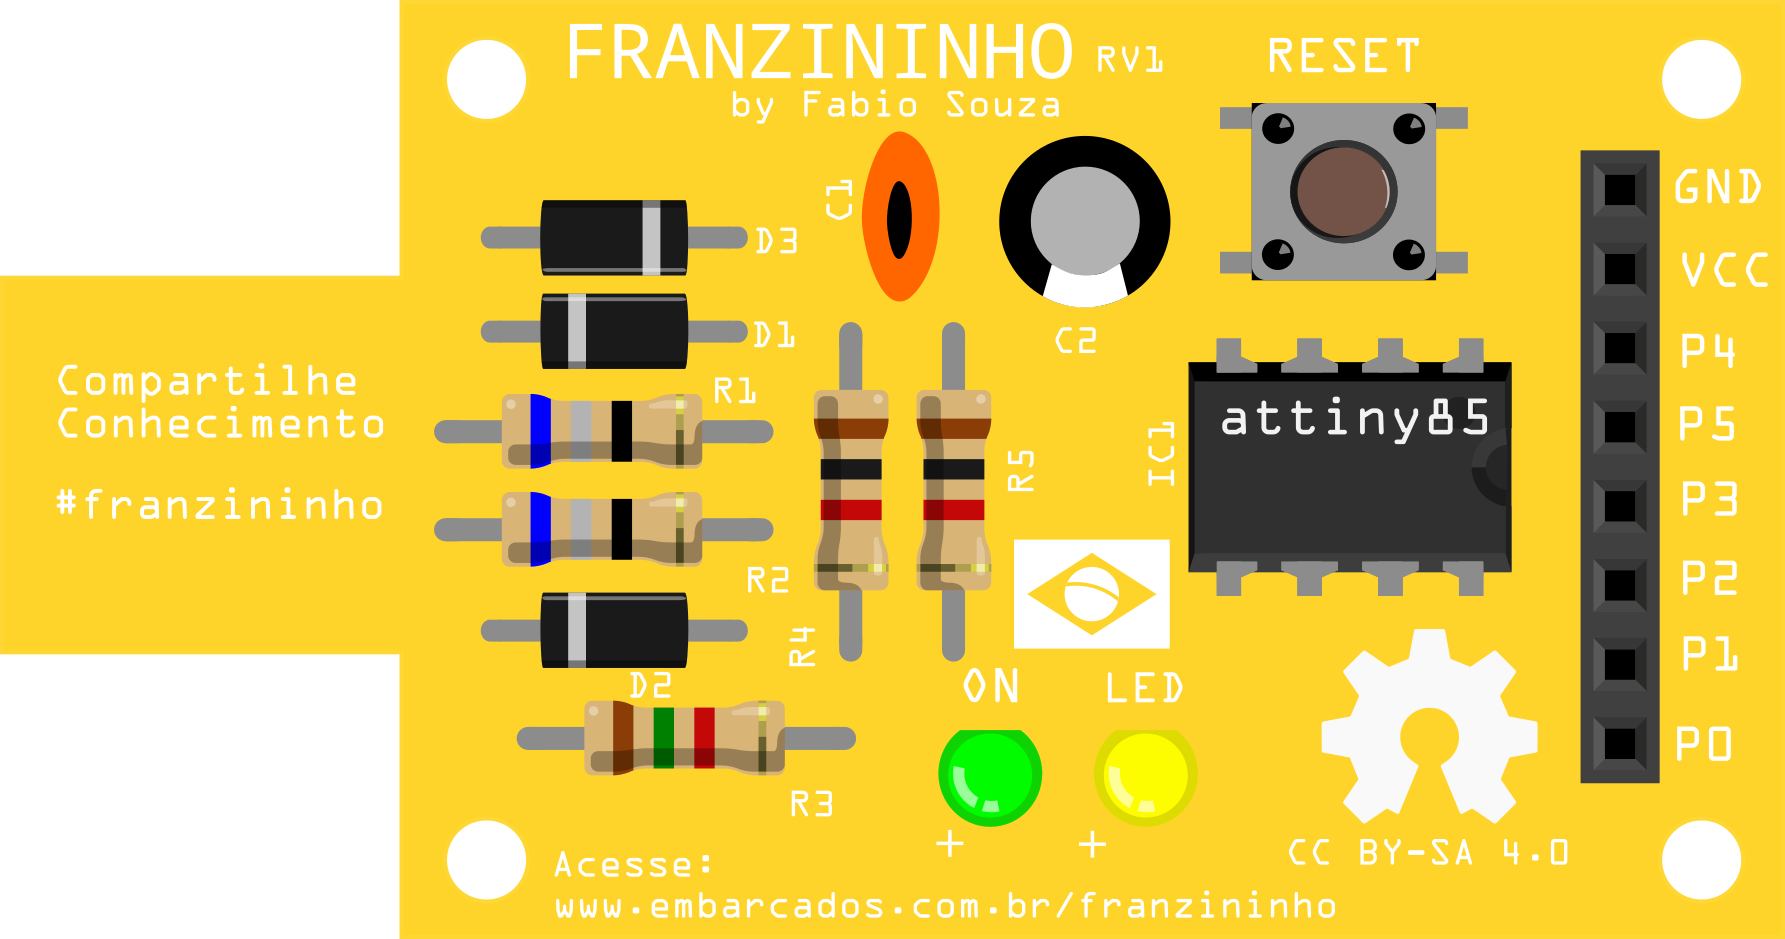 FRANZININHO RV1
by Fabio Souza
RESET
C1
D3
D1
C2
R1
Compartilhe
Conhecimento
#franzininho
attiny85
IC1
R5
R2
R4
D2
R3
ON
LED
+
+
GND
VCC
P4
P5
P3
P2
P1
P0
CC BY-SA 4.0
Acesse:
www.embarcados.com.br/franzininho